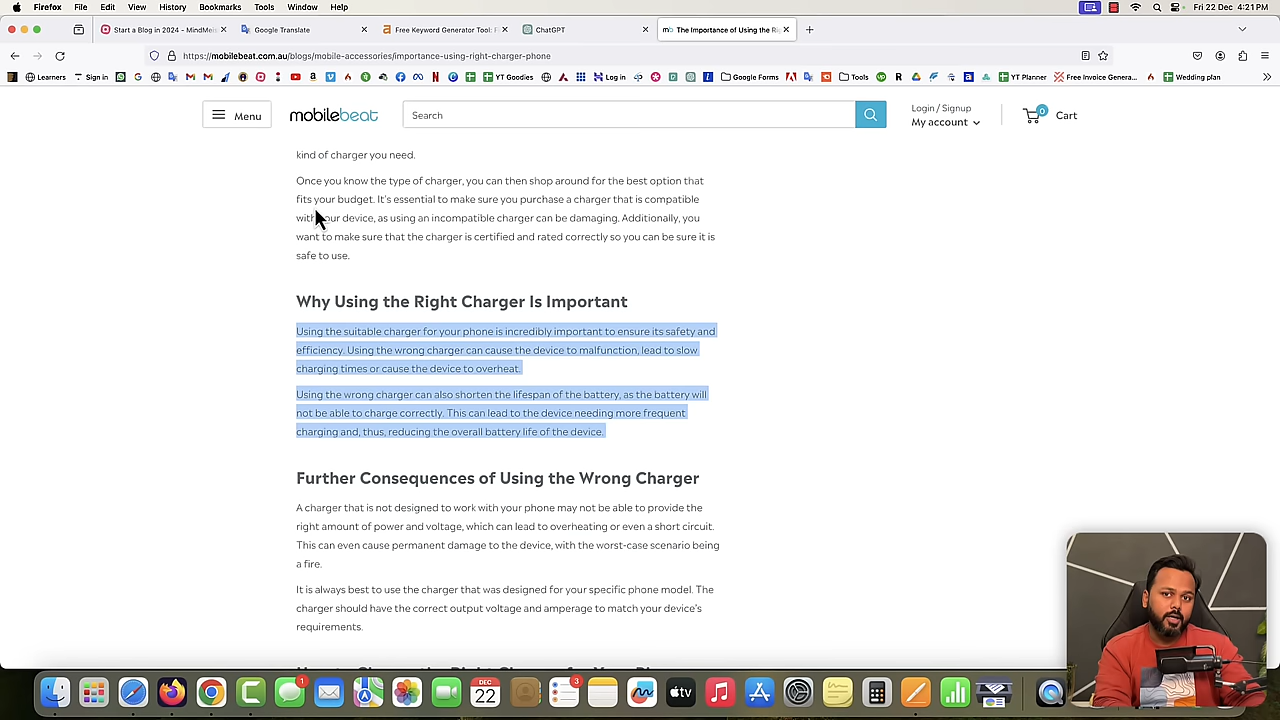 Firefox File Edit View History Bookmarks Tools Window Help Fri 22 Dec 4:21 PM
Start a Blog in 2024 - MindMeis Google Translate Free Keyword Generator Tool: F ChatGPT The Importance of Using the Rig
https://mobilebeat.com.au/blogs/mobile-accessories/importance-using-right-charger-phone
Learners Sign in YT Goodies Log in Google Forms Tools YT Planner Free Invoice Genera... Wedding plan
Menu mobilebeat Search Login / Signup
My account 0 Cart
kind of charger you need.
Once you know the type of charger, you can then shop around for the best option that
fits your budget. It's essential to make sure you purchase a charger that is compatible
with your device, as using an incompatible charger can be damaging. Additionally, you
want to make sure that the charger is certified and rated correctly so you can be sure it is
safe to use.
Why Using the Right Charger Is Important
Using the suitable charger for your phone is incredibly important to ensure its safety and
efficiency. Using the wrong charger can cause the device to malfunction, lead to slow
charging times or cause the device to overheat.
Using the wrong charger can also shorten the lifespan of the battery, as the battery will
not be able to charge correctly. This can lead to the device needing more frequent
charging and, thus, reducing the overall battery life of the device.
Further Consequences of Using the Wrong Charger
A charger that is not designed to work with your phone may not be able to provide the
right amount of power and voltage, which can lead to overheating or even a short circuit.
This can even cause permanent damage to the device, with the worst-case scenario being
a fire.
It is always best to use the charger that was designed for your specific phone model. The
charger should have the correct output voltage and amperage to match your device's
requirements.
1 DEC 3 tv
22